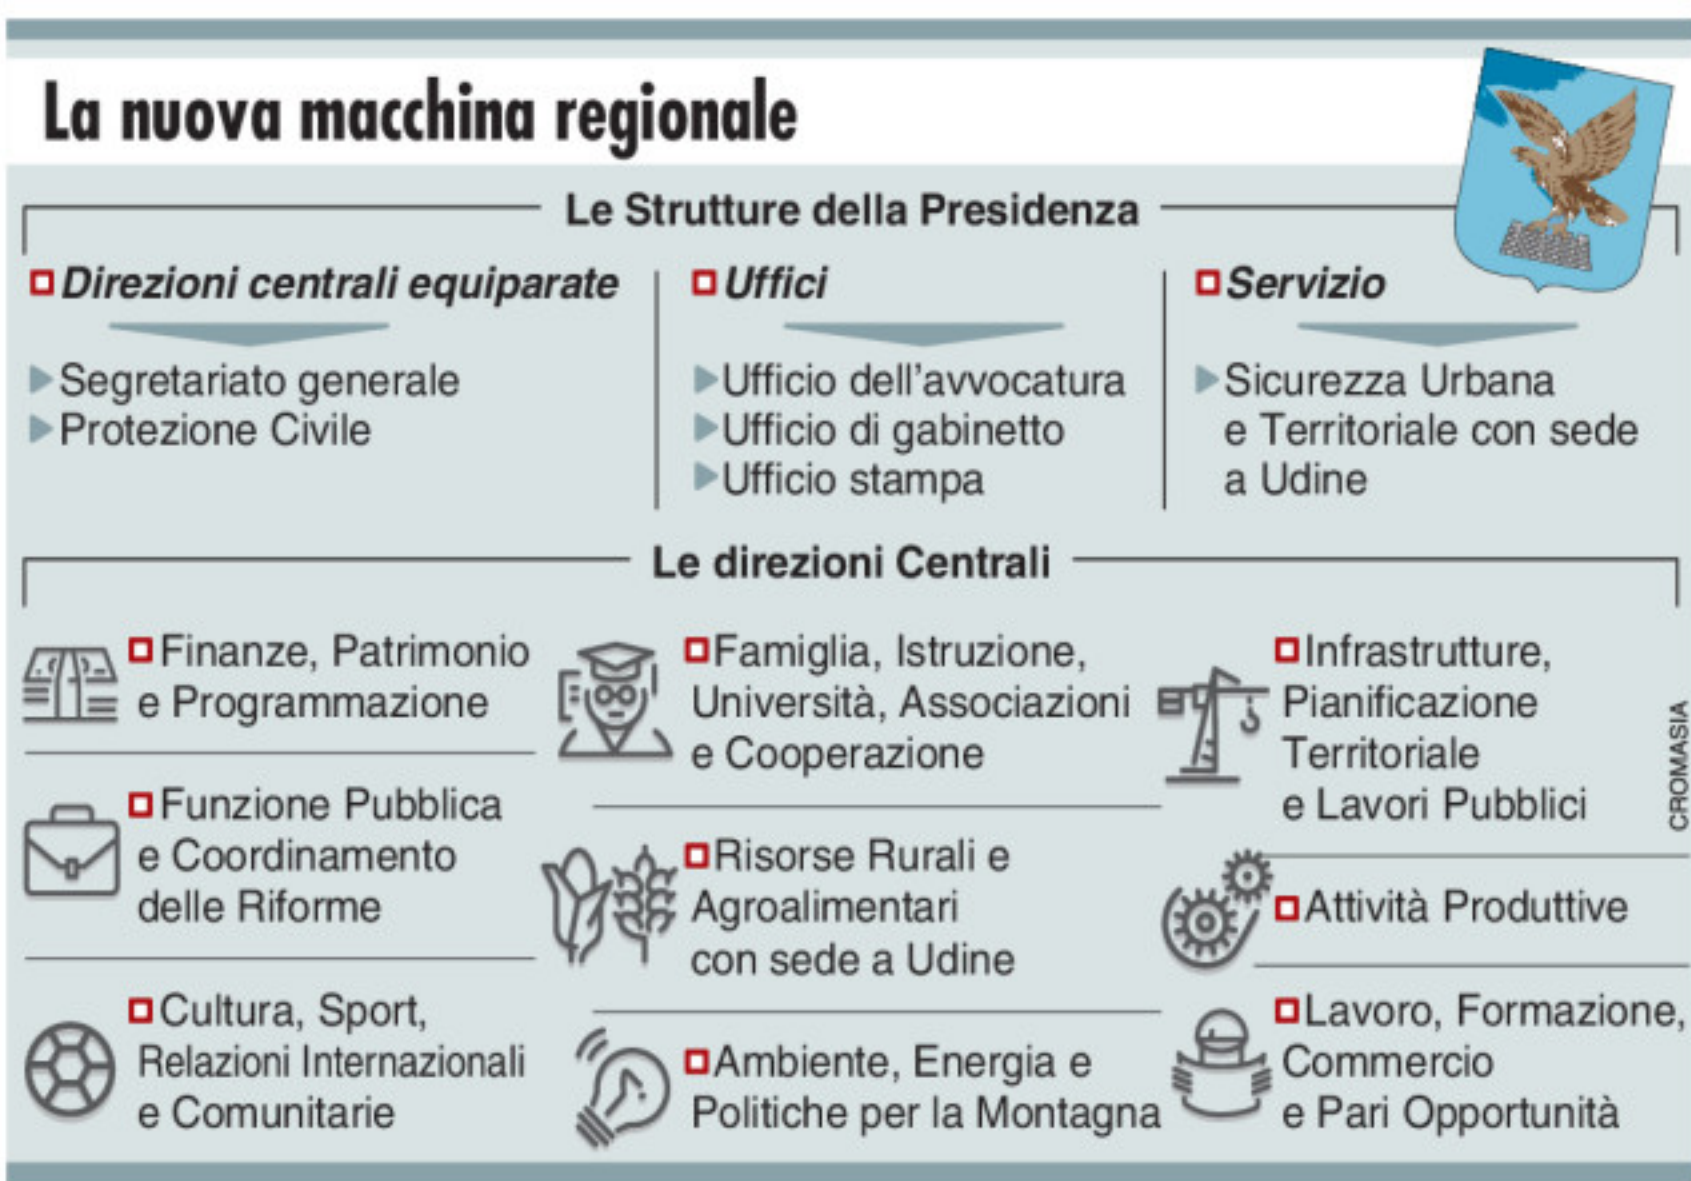 La nuova macchina regionale
Le Strutture della Presidenza
Direzioni centrali equiparate
Segretariato generale
Protezione Civile
Uffici
Ufficio dell'avvocatura
Ufficio di gabinetto
Ufficio stampa
Servizio
Sicurezza Urbana
e Territoriale con sede
a Udine
Le direzioni Centrali
Finanze, Patrimonio
e Programmazione
Funzione Pubblica
e Coordinamento
delle Riforme
Cultura, Sport,
Relazioni Internazionali
e Comunitarie
Famiglia, Istruzione,
Università, Associazioni
e Cooperazione
Risorse Rurali e
Agroalimentari
con sede a Udine
Ambiente, Energia e
Politiche per la Montagna
Infrastrutture,
Pianificazione
Territoriale
e Lavori Pubblici
Attività Produttive
Lavoro, Formazione,
Commercio
e Pari Opportunità
CROMASIA